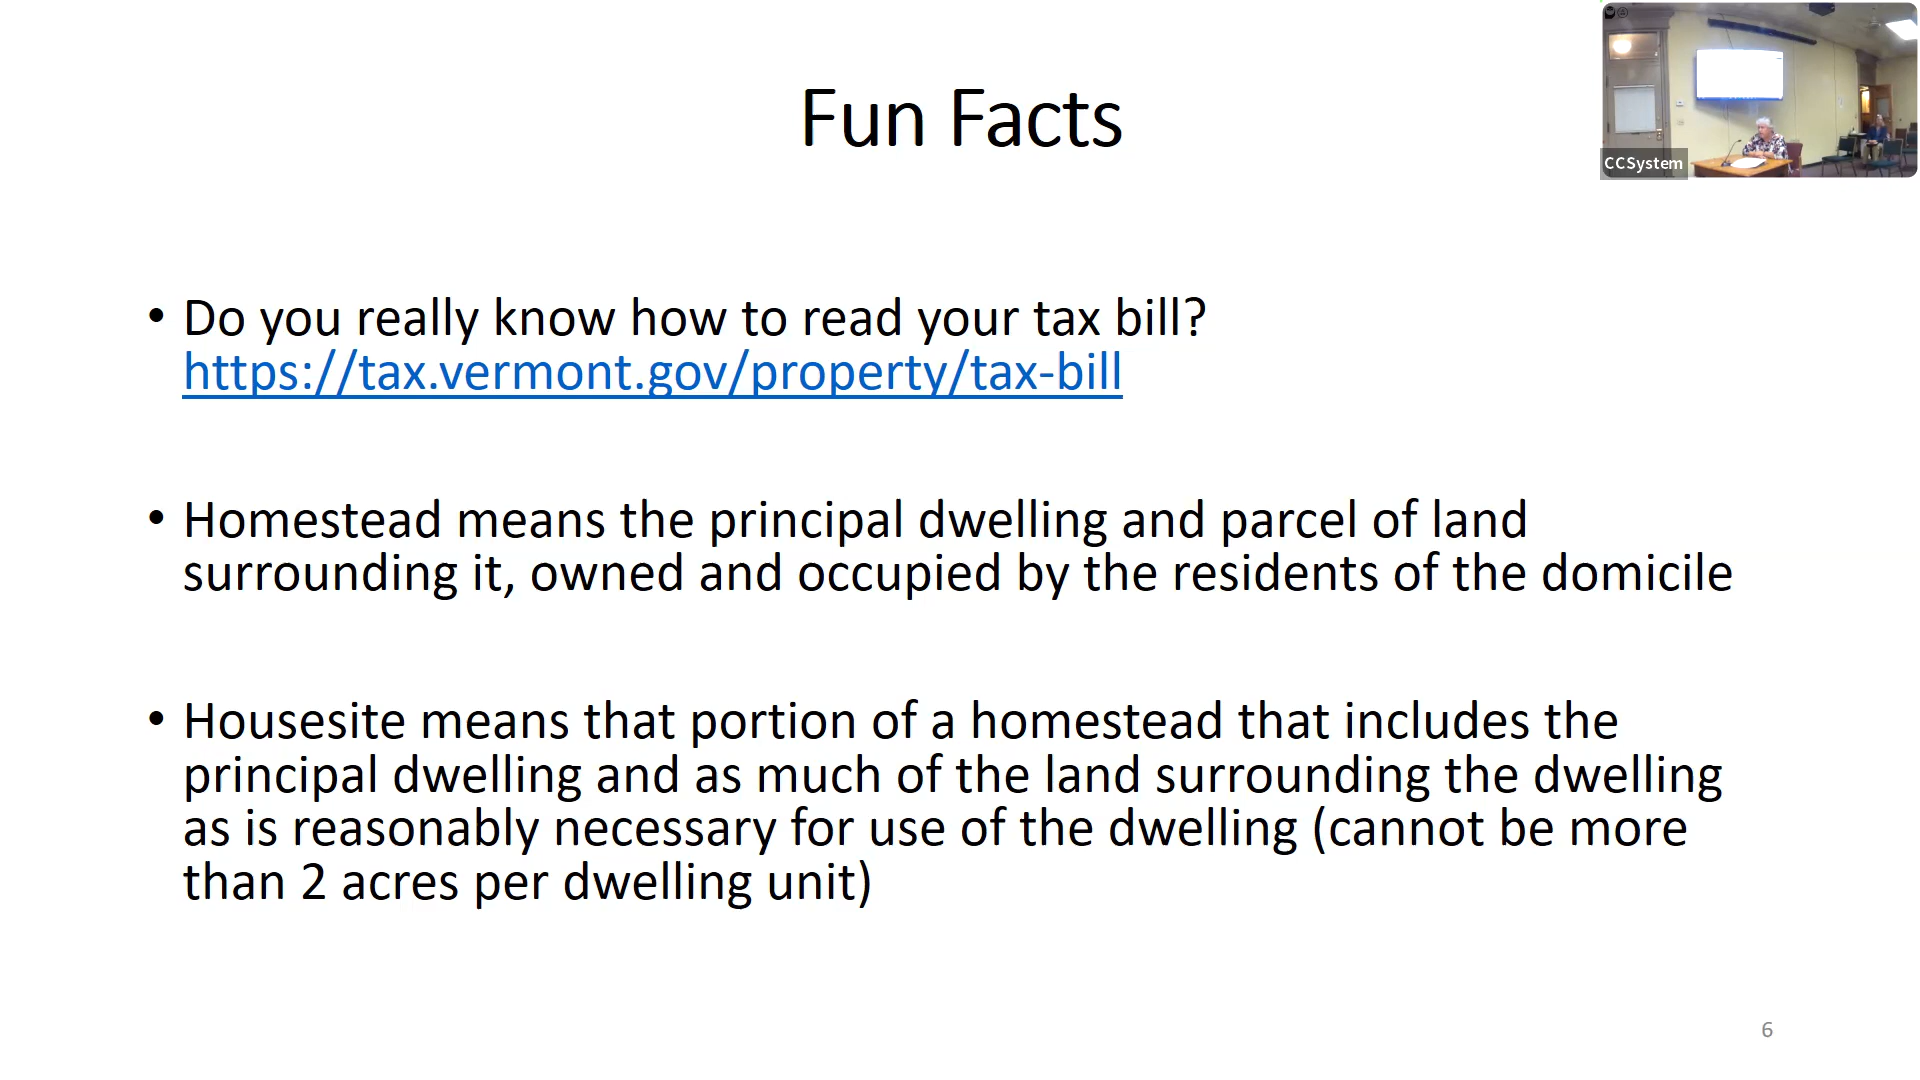 CCSystem
Fun Facts
• Do you really know how to read your tax bill?
https://tax.vermont.gov/property/tax-bill
• Homestead means the principal dwelling and parcel of land
surrounding it, owned and occupied by the residents of the domicile
• Housesite means that portion of a homestead that includes the
principal dwelling and as much of the land surrounding the dwelling
as is reasonably necessary for use of the dwelling (cannot be more
than 2 acres per dwelling unit)
6